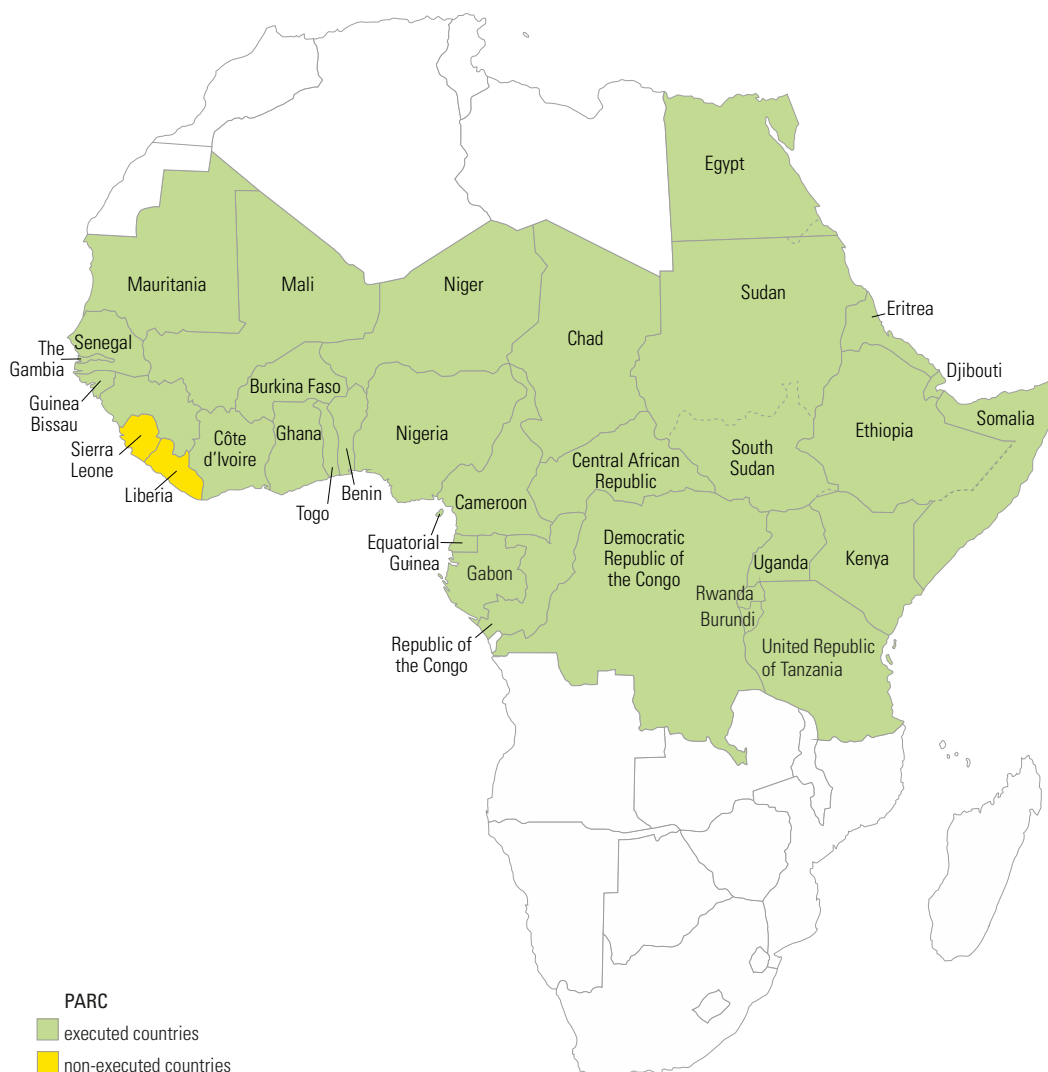 Egypt
Mauritania
Mali
Niger
Sudan
Chad
Eritrea
Senegal
The
Gambia
Djibouti
Burkina Faso
Guinea
Bissau
Somalia
Ethiopia
Nigeria
Ghana
Côte
d'Ivoire
Sierra
Leone
South
Sudan
Central African
Republic
Liberia
Benin
Togo
Cameroon
Equatorial
Guinea
Democratic
Republic of
the Congo
Uganda
Kenya
Gabon
Rwanda
Burundi
Republic of
the Congo
United Republic
of Tanzania
PARC
executed countries
non-executed countries